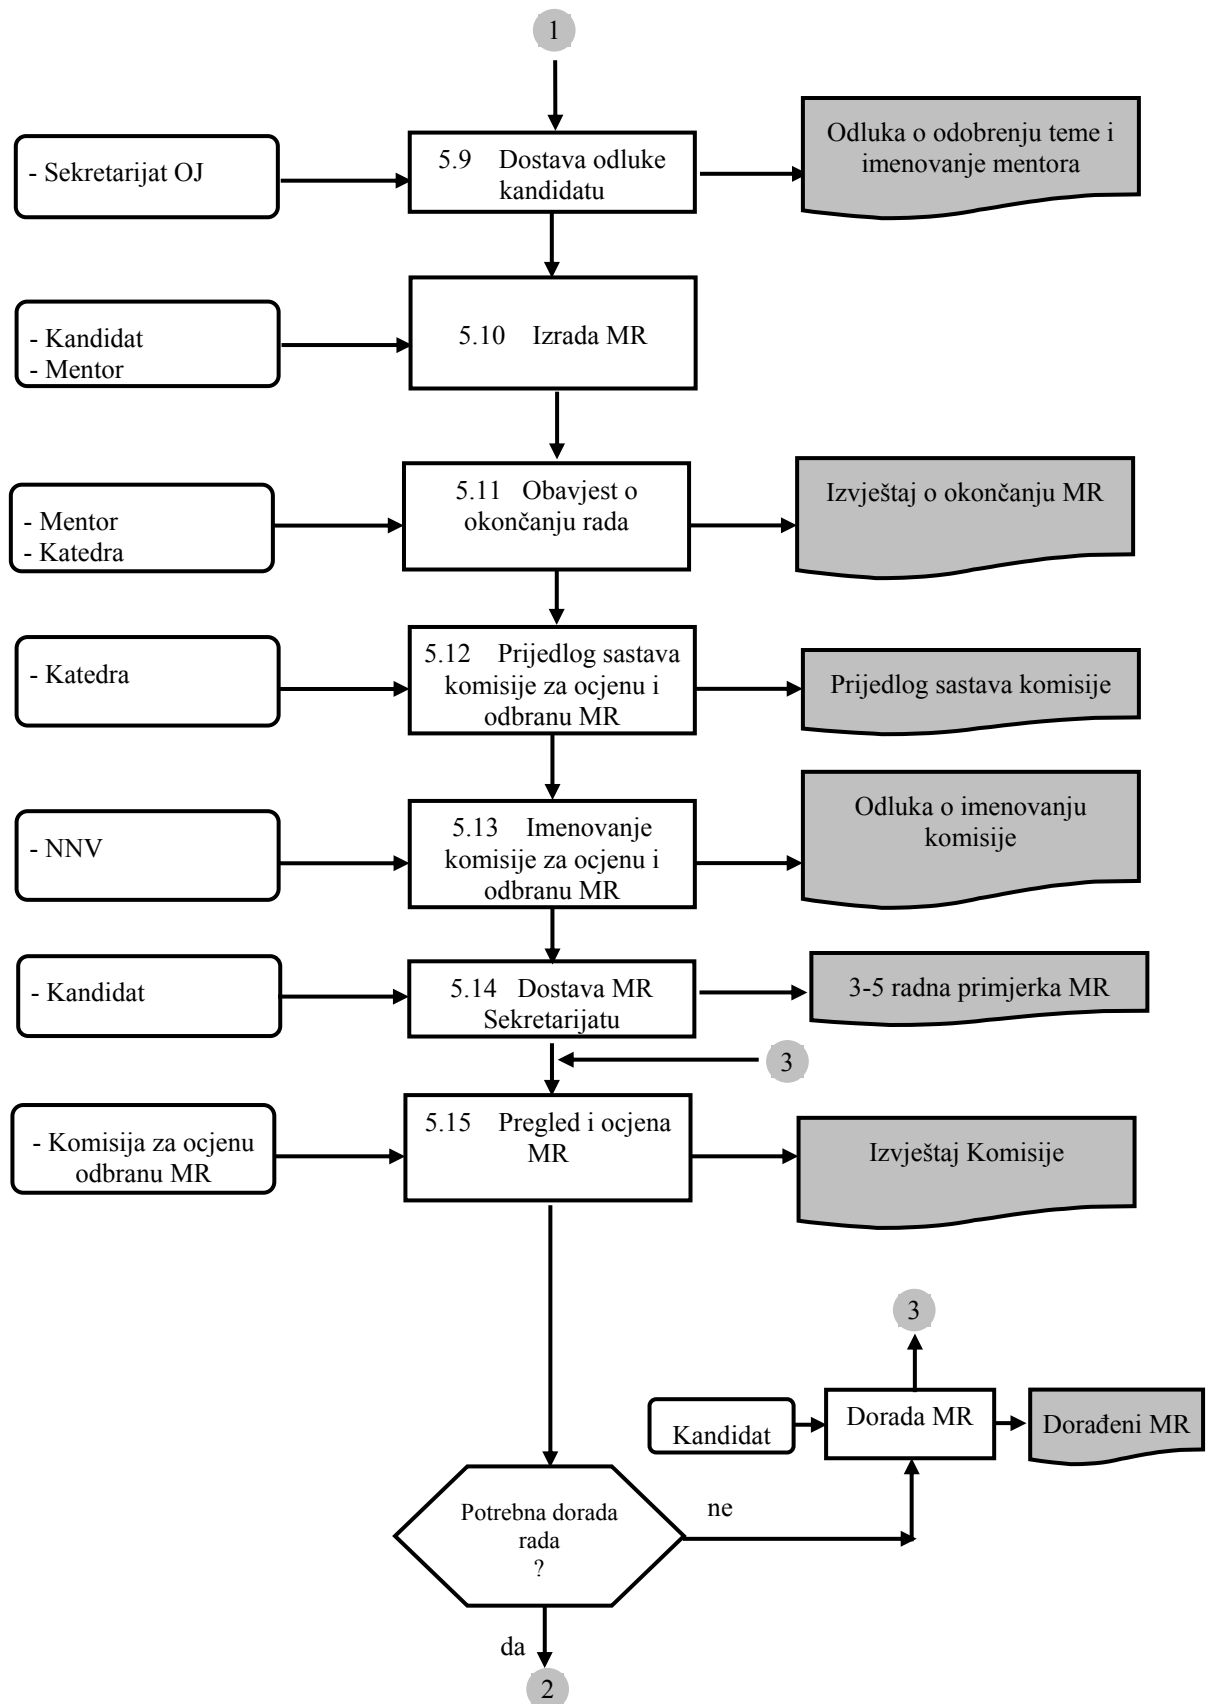 1
- Sekretarijat OJ
5.9 Dostava odluke
kandidatu
Odluka o odobrenju teme i
imenovanje mentora
- Kandidat
- Mentor
5.10 Izrada MR
- Mentor
- Katedra
5.11 Obavjest o
okončanju rada
Izvještaj o okončanju MR
- Katedra
5.12 Prijedlog sastava
komisije za ocjenu i
odbranu MR
Prijedlog sastava komisije
- NNV
5.13 Imenovanje
komisije za ocjenu i
odbranu MR
Odluka o imenovanju
komisije
- Kandidat
5.14 Dostava MR
Sekretarijatu
3-5 radna primjerka MR
3
- Komisija za ocjenu
odbranu MR
5.15 Pregled i ocjena
MR
Izvještaj Komisije
3
Kandidat
Dorada MR
Dorađeni MR
Potrebna dorada
rada
?
ne
da
2